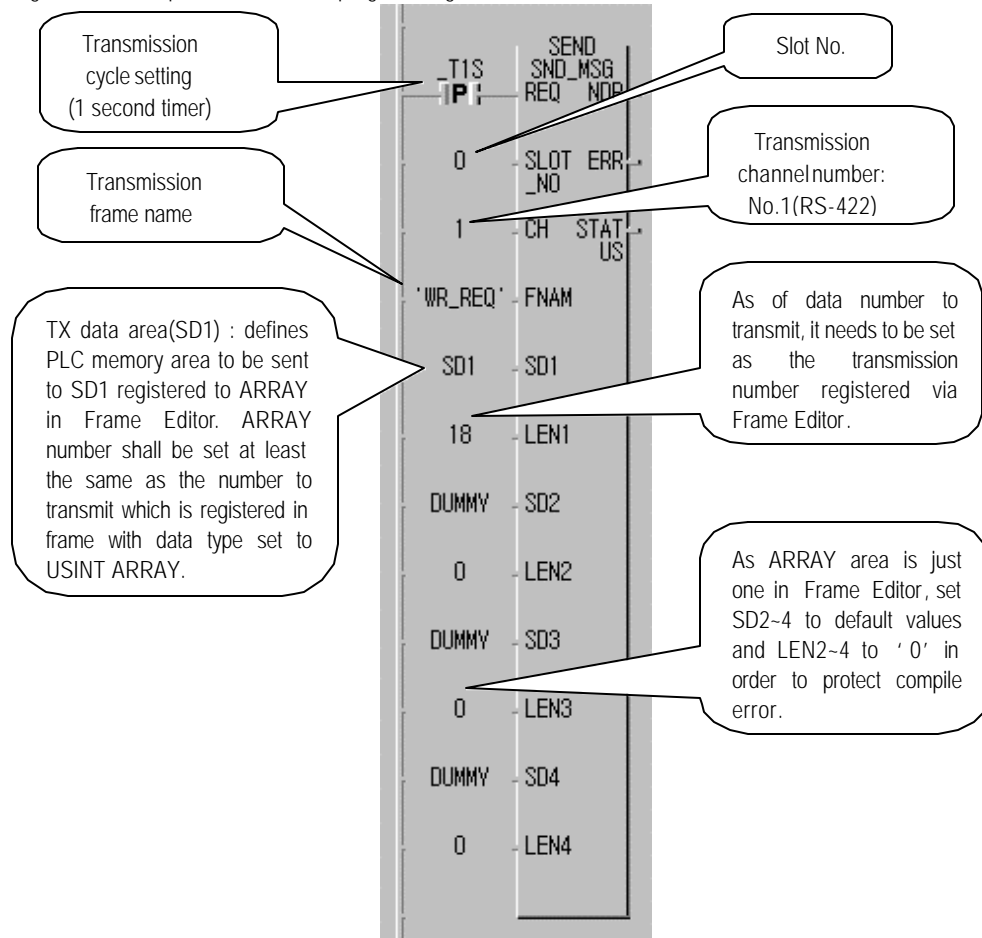 Transmission
cycle setting
(1 second timer)
Transmission
frame name
TX data area(SD1) : defines
PLC memory area to be sent
to SD1 registered to ARRAY
in Frame Editor. ARRAY
number shall be set at least
the same as the number to
transmit which is registered in
frame with data type set to
USINT ARRAY.
SEND
_T1S SND_MSG
P REQ NDR
0 SLOT ERR
_NO
1 CH STAT
US
'WR_REQ' FNAM
SD1 SD1
18 LEN1
DUMMY SD2
0 LEN2
DUMMY SD3
0 LEN3
DUMMY SD4
0 LEN4
Slot No.
Transmission
channel number:
No.1(RS-422)
As of data number to
transmit, it needs to be set
as the transmission
number registered via
Frame Editor.
As ARRAY area is just
one in Frame Editor, set
SD2~4 to default values
and LEN2~4 to ‘ 0’ in
order to protect compile
error.